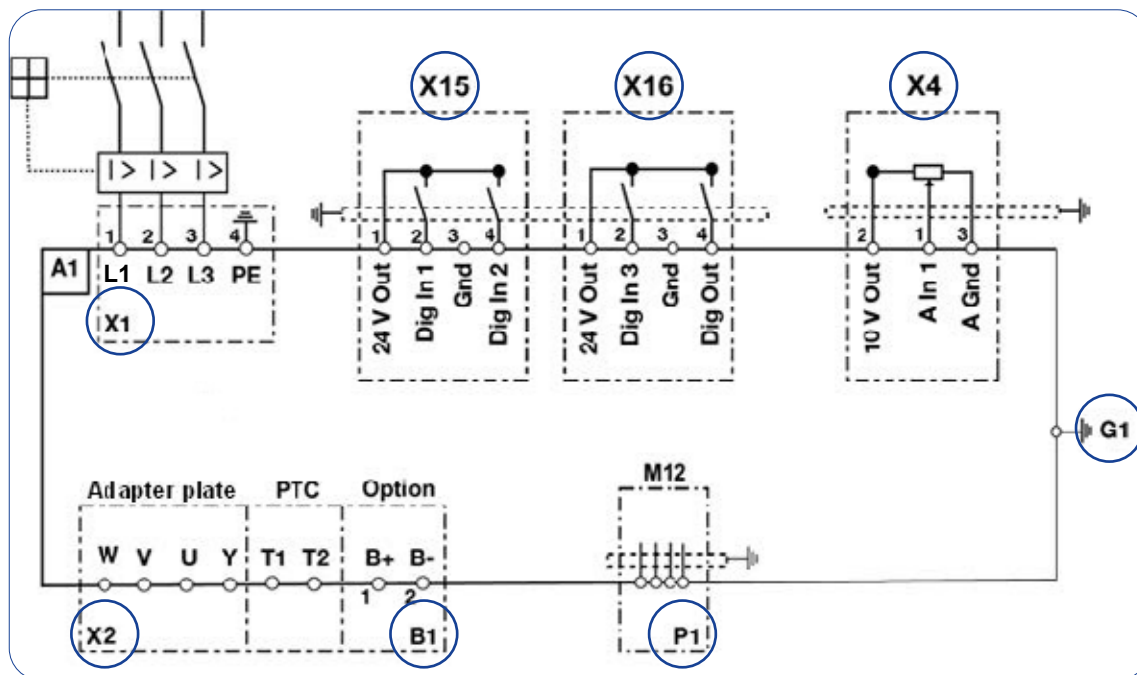 X15 X16 X4
I> I> I>
1 2 3 4
1 2 3 4
1 2 3 4
2 1 3
A1
L1 L2 L3 PE
X1
24 V Out
Dig In 1
Gnd
Dig In 2
24 V Out
Dig In 3
Gnd
Dig Out
10 V Out
A In 1
A Gnd
G1
M12
Adapter plate PTC Option
W V U Y T1 T2 B+ B-
1 2
X2 B1 P1